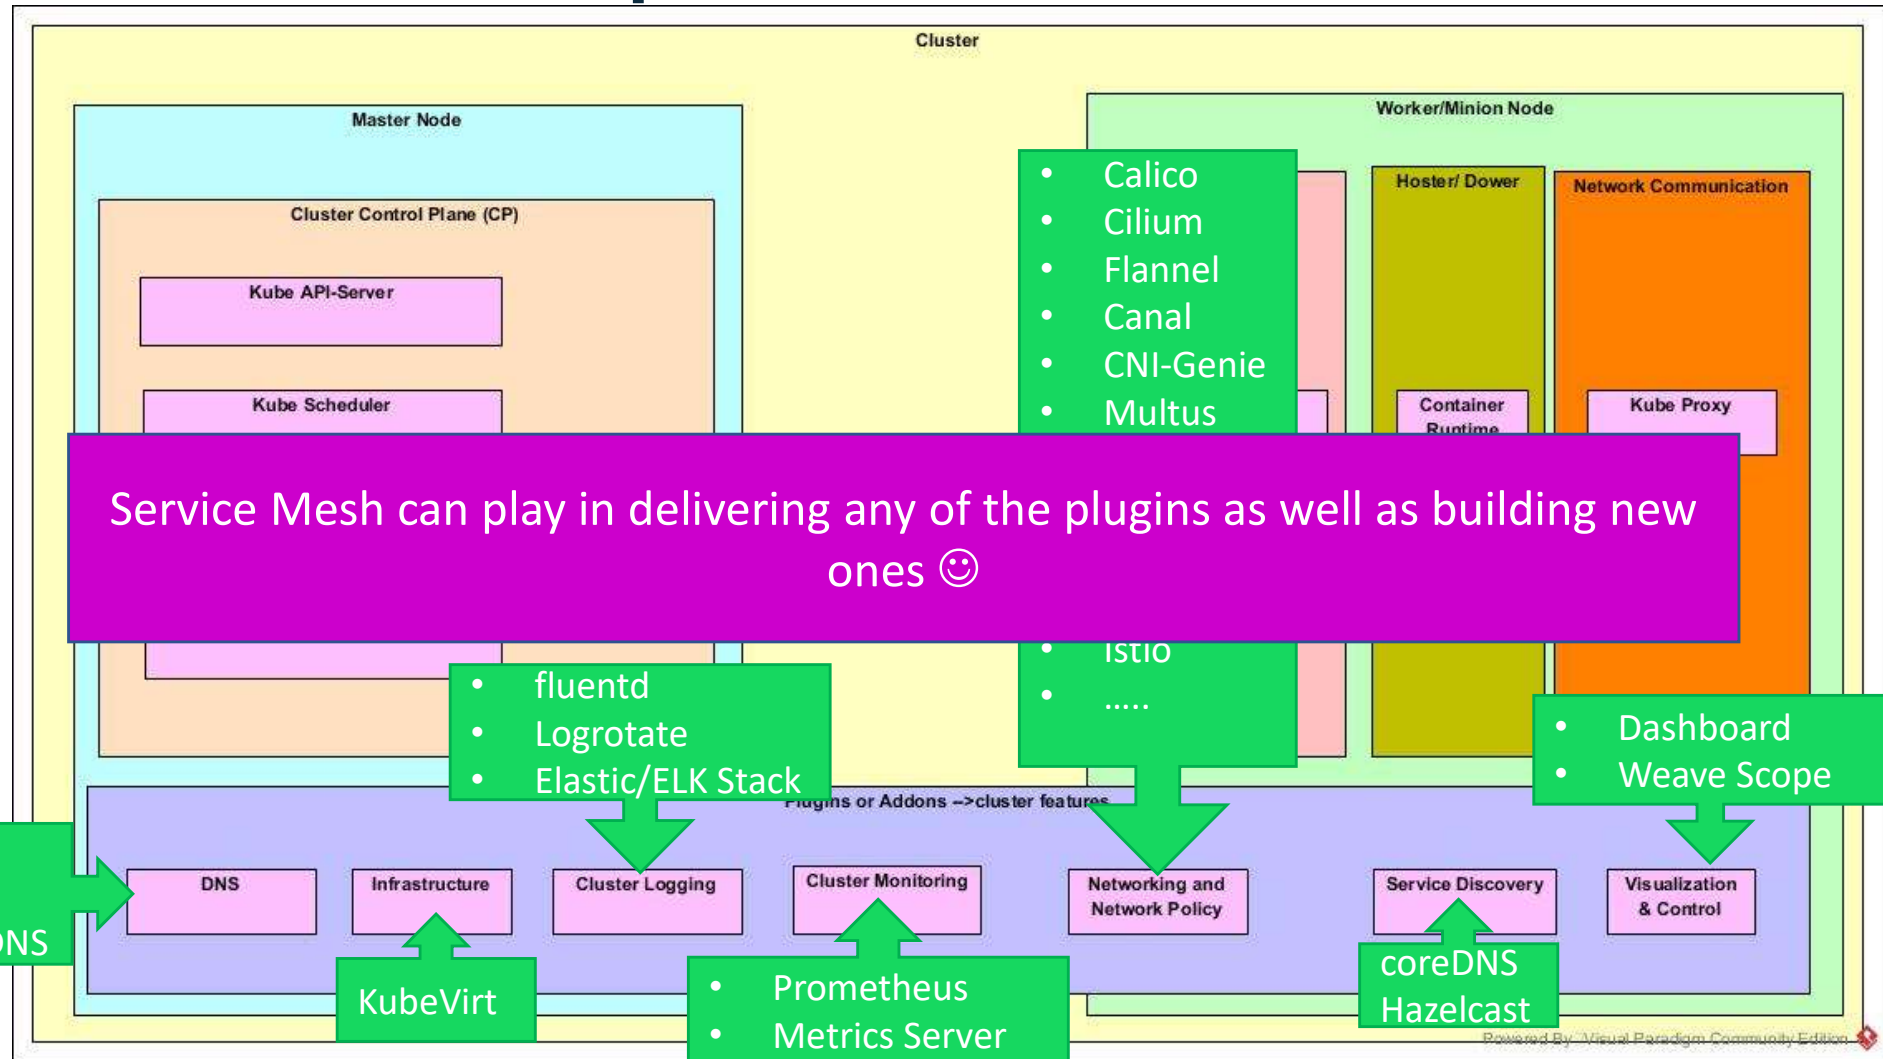 Cluster
Master Node
Cluster Control Plane (CP)
Kube API-Server
Kube Scheduler
Worker/Minion Node
Hoster/ Dower
Network Communication
Container
Runtime
Kube Proxy
• Calico
• Cilium
• Flannel
• Canal
• CNI-Genie
• Multus
Service Mesh can play in delivering any of the plugins as well as building new
ones ☺
• Istio
• …..
• fluentd
• Logrotate
• Elastic/ELK Stack
• Dashboard
• Weave Scope
Plugins or Addons -->cluster features
DNS
Infrastructure
Cluster Logging
Cluster Monitoring
Networking and
Network Policy
Service Discovery
Visualization
& Control
KubeVirt
• Prometheus
• Metrics Server
coreDNS
Hazelcast
Powered By Visual Paradigm Community Edition